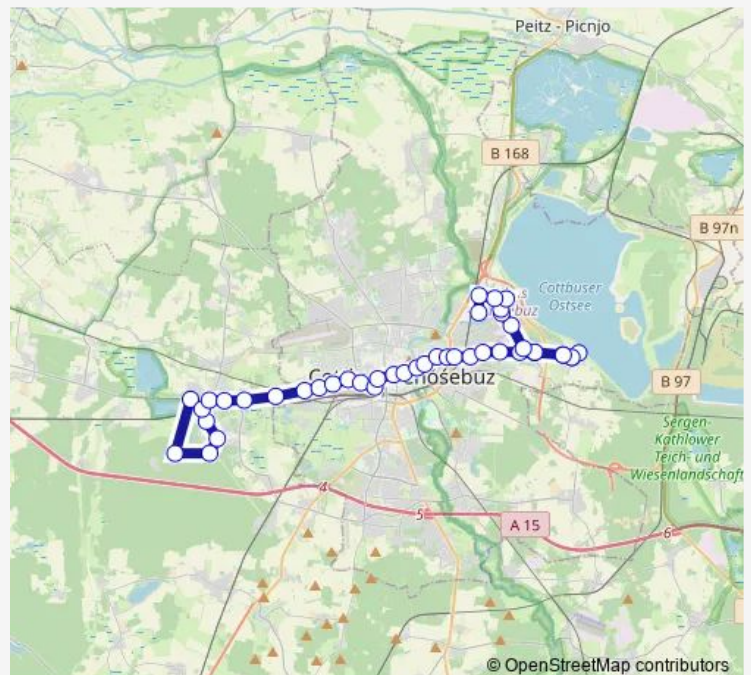 Peitz - Picnjo
B 168
B 97n
Cottbuser
Ostsee
B 97
Sergen-
Kathlower
Teich- und
Wiesenlandschaft
4
5
A 15
6
© OpenStreetMap contributors